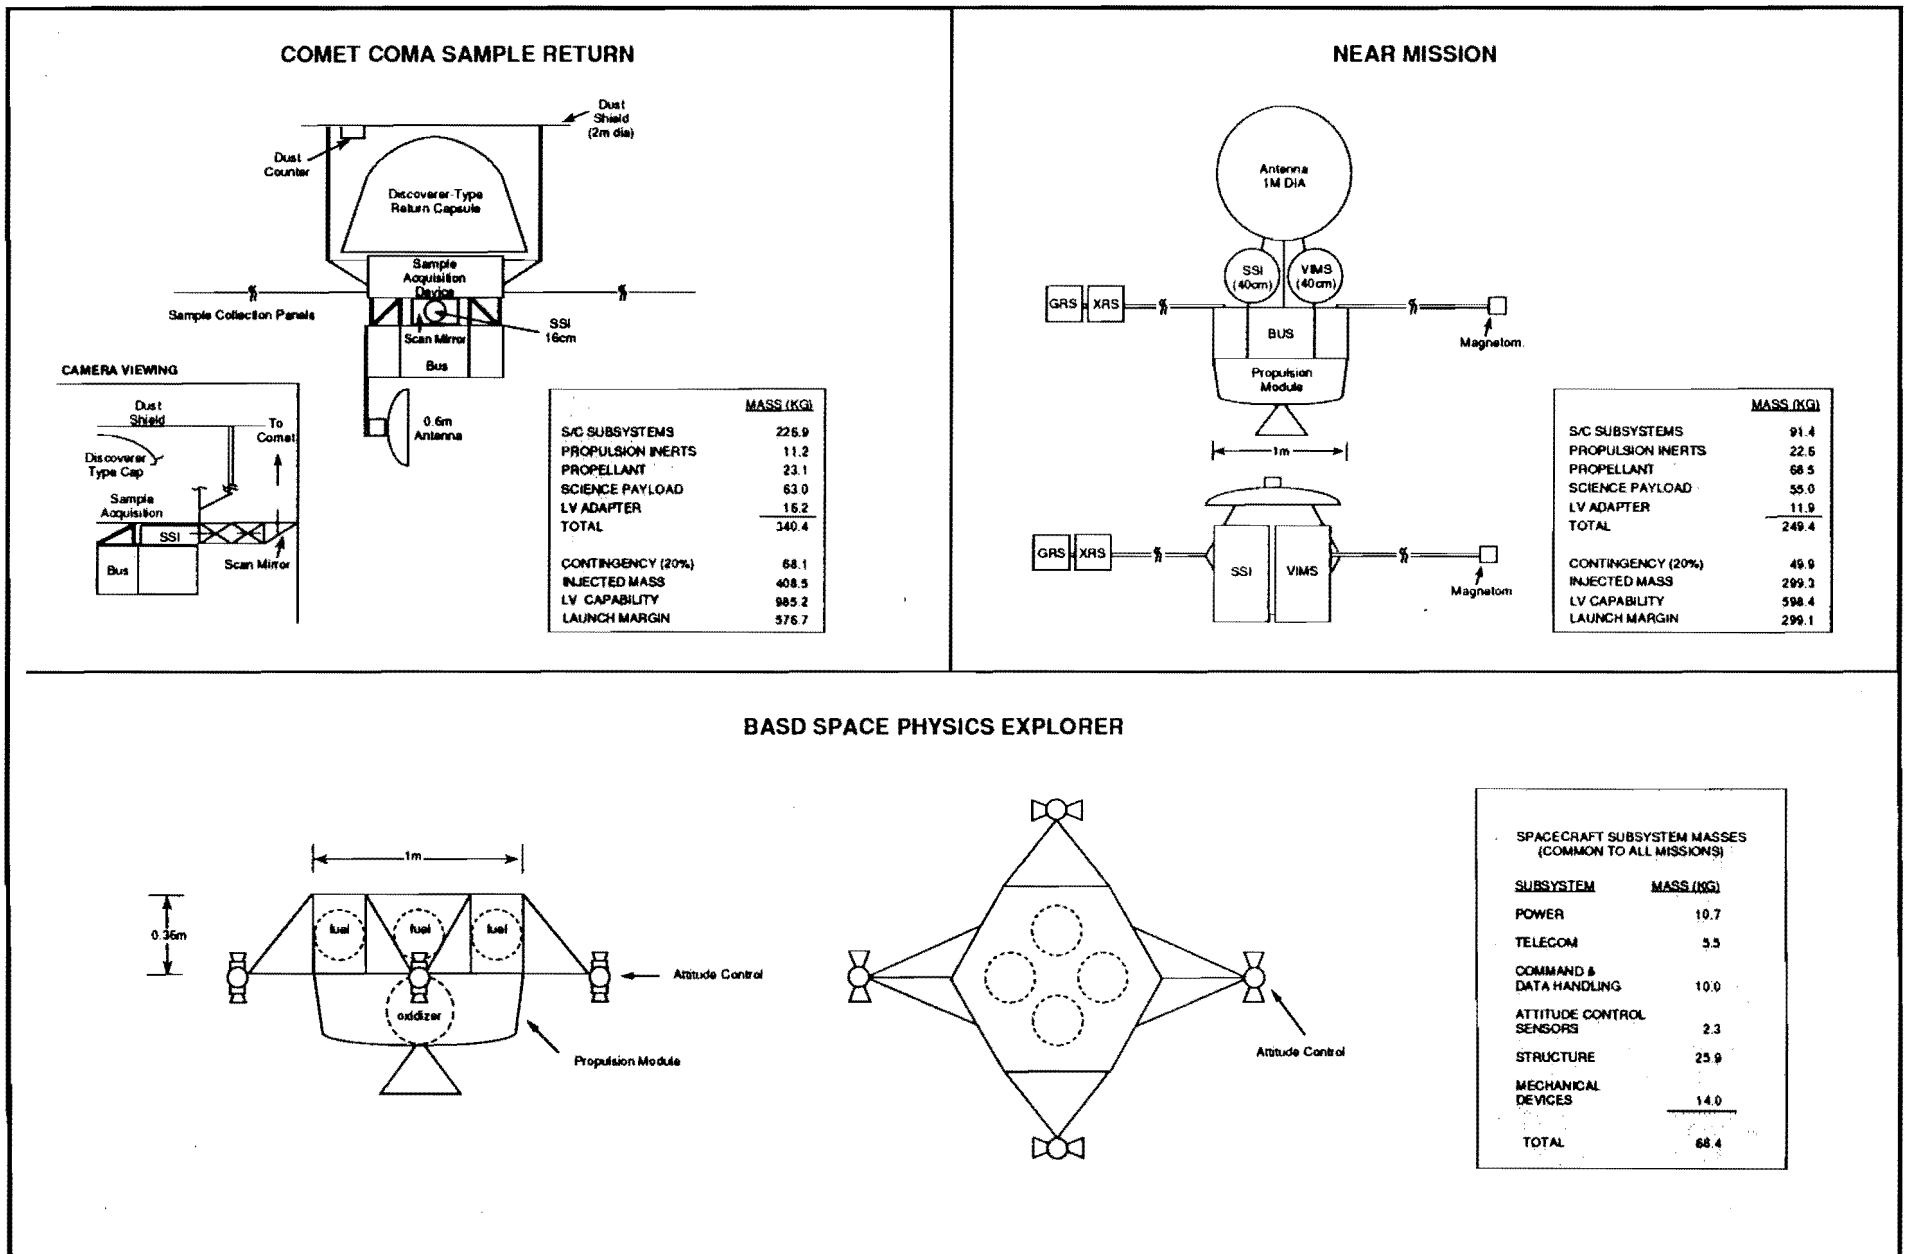 COMET COMA SAMPLE RETURN
Dust
Shield
(2m dia)
Dust
Counter
Discoverer-Type
Return Capsule
Sample
Acquisition
Device
Sample Collection Panels
SSI
16cm
Scan Mirror
Bus
0.6m
Antenna
CAMERA VIEWING
Dust
Shield
To
Comet
Discoverer
Type Cap
Sample
Acquisition
SSI
Bus
Scan Mirror
MASS (KG)
S/C SUBSYSTEMS 226.9
PROPULSION INERTS 11.2
PROPELLANT 23.1
SCIENCE PAYLOAD 63.0
LV ADAPTER 16.2
TOTAL 340.4
CONTINGENCY (20%) 68.1
INJECTED MASS 408.5
LV CAPABILITY 985.2
LAUNCH MARGIN 576.7
NEAR MISSION
Antenna
1M DIA
SSI
(40cm)
VIMS
(40cm)
GRS XRS
BUS
Magnetom.
Propulsion
Module
1m
GRS XRS
SSI VIMS
Magnetom
MASS (KG)
S/C SUBSYSTEMS 91.4
PROPULSION INERTS 22.6
PROPELLANT 68.5
SCIENCE PAYLOAD 55.0
LV ADAPTER 11.9
TOTAL 249.4
CONTINGENCY (20%) 49.9
INJECTED MASS 299.3
LV CAPABILITY 598.4
LAUNCH MARGIN 299.1
BASD SPACE PHYSICS EXPLORER
1m
0.36m
fuel fuel fuel
oxidizer
Attitude Control
Propulsion Module
Attitude Control
SPACECRAFT SUBSYSTEM MASSES
(COMMON TO ALL MISSIONS)
SUBSYSTEM MASS (KG)
POWER 10.7
TELECOM 5.5
COMMAND &
DATA HANDLING 10.0
ATTITUDE CONTROL
SENSORS 2.3
STRUCTURE 25.9
MECHANICAL
DEVICES 14.0
TOTAL 68.4